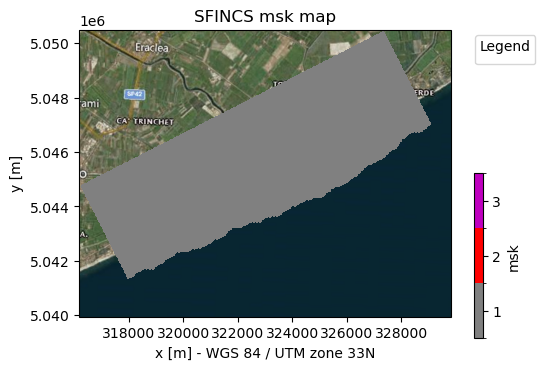 SFINCS msk map
1e6
Legend
5.050
5.048
5.046
5.044
5.042
5.040
y [m]
Eraclea
SP42
ami
CA' TRINCHET
ERDE
318000 320000 322000 324000 326000 328000
x [m] - WGS 84 / UTM zone 33N
3
2
1
msk